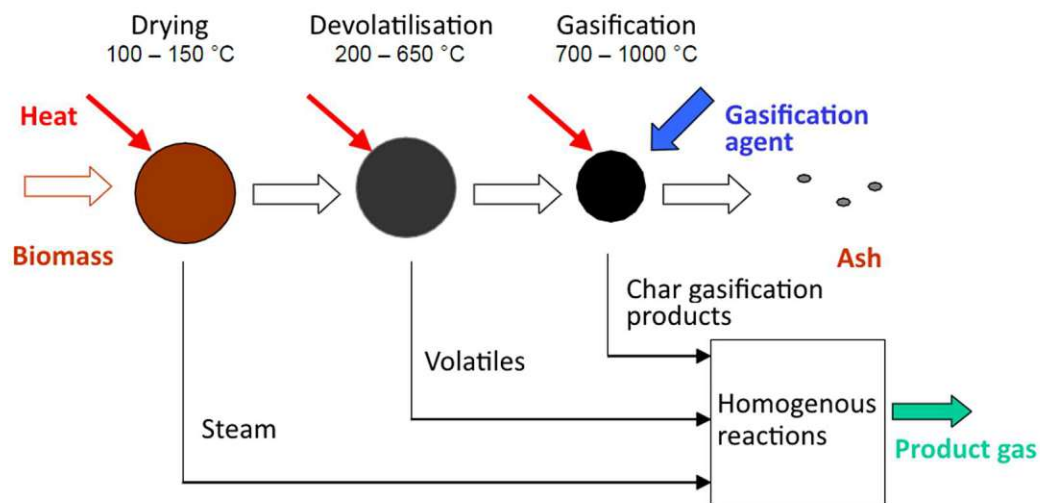 Drying
100 – 150 °C
Devolatilisation
200 – 650 °C
Gasification
700 – 1000 °C
Heat
Gasification
agent
Biomass
Ash
Char gasification
products
Volatiles
Steam
Homogenous
reactions
Product gas